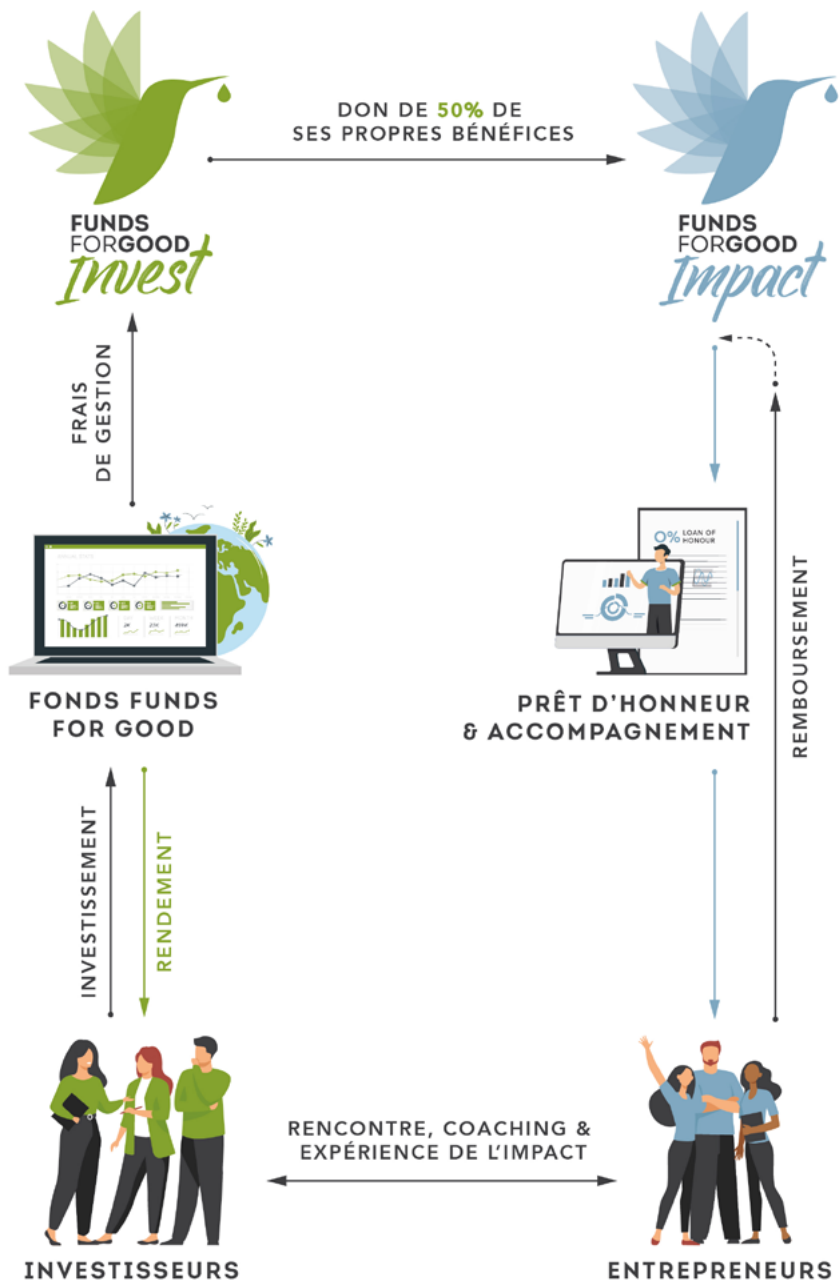 DON DE 50% DE
SES PROPRES BÉNÉFICES
FUNDS
FORGOOD
Invest
FUNDS
FORGOOD
Impact
FRAIS
DE GESTION
0% LOAN OF
HONOUR
REMBOURSEMENT
FONDS FUNDS
FOR GOOD
PRÊT D'HONNEUR
& ACCOMPAGNEMENT
INVESTISSEMENT
RENDEMENT
RENCONTRE, COACHING &
EXPÉRIENCE DE L'IMPACT
INVESTISSEURS
ENTREPRENEURS